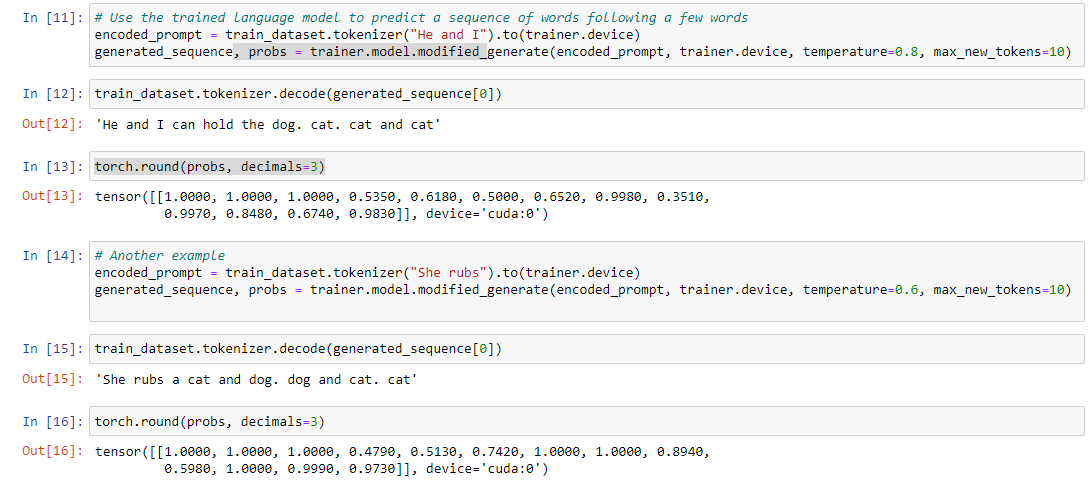 In [11]: # Use the trained language model to predict a sequence of words following a few words
encoded_prompt = train_dataset.tokenizer("He and I").to(trainer.device)
generated_sequence, probs = trainer.model.modified_generate(encoded_prompt, trainer.device, temperature=0.8, max_new_tokens=10)
In [12]: train_dataset.tokenizer.decode(generated_sequence[0])
Out[12]: 'He and I can hold the dog. cat. cat and cat'
In [13]: torch.round(probs, decimals=3)
Out[13]: tensor([[1.0000, 1.0000, 1.0000, 0.5350, 0.6180, 0.5000, 0.6520, 0.9980, 0.3510,
0.9970, 0.8480, 0.6740, 0.9830]], device='cuda:0')
In [14]: # Another example
encoded_prompt = train_dataset.tokenizer("She rubs").to(trainer.device)
generated_sequence, probs = trainer.model.modified_generate(encoded_prompt, trainer.device, temperature=0.6, max_new_tokens=10)
In [15]: train_dataset.tokenizer.decode(generated_sequence[0])
Out[15]: 'She rubs a cat and dog. dog and cat. cat'
In [16]: torch.round(probs, decimals=3)
Out[16]: tensor([[1.0000, 1.0000, 1.0000, 0.4790, 0.5130, 0.7420, 1.0000, 1.0000, 0.8940,
0.5980, 1.0000, 0.9990, 0.9730]], device='cuda:0')